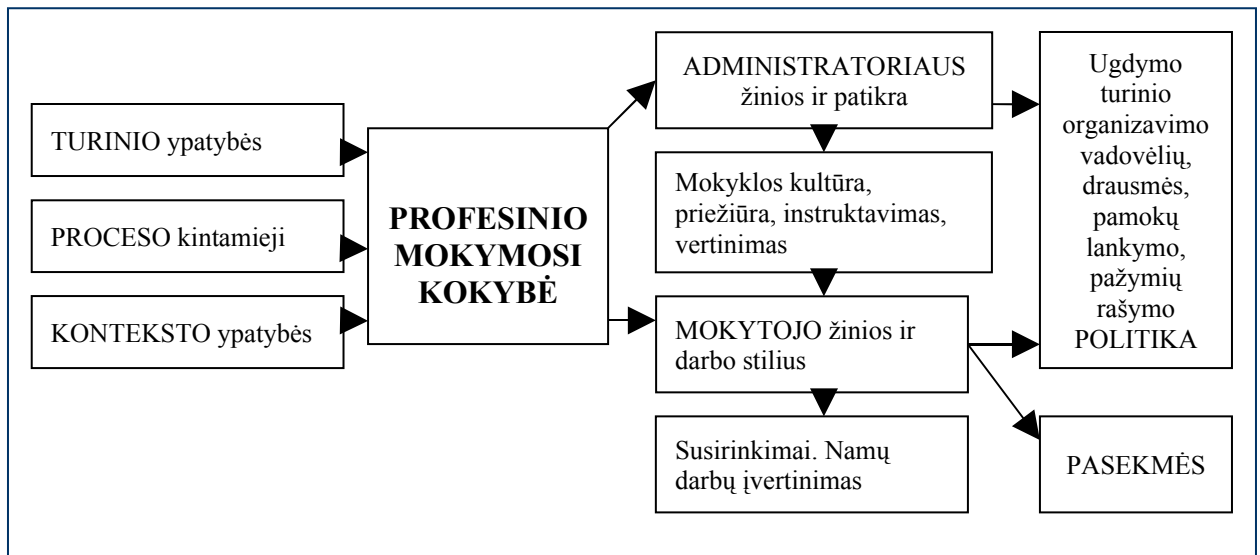 TURINIO ypatybės
PROCESO kintamieji
KONTEKSTO ypatybės
PROFESINIO
MOKYMOSI
KOKYBĖ
ADMINISTRATORIAUS
žinios ir patikra
Mokyklos kultūra,
priežiūra, instruktavimas,
vertinimas
MOKYTOJO žinios ir
darbo stilius
Susirinkimai. Namų
darbų įvertinimas
Ugdymo
turinio
organizavimo
vadovėlių,
drausmės,
pamokų
lankymo,
pažymių
rašymo
POLITIKA
PASEKMĖS